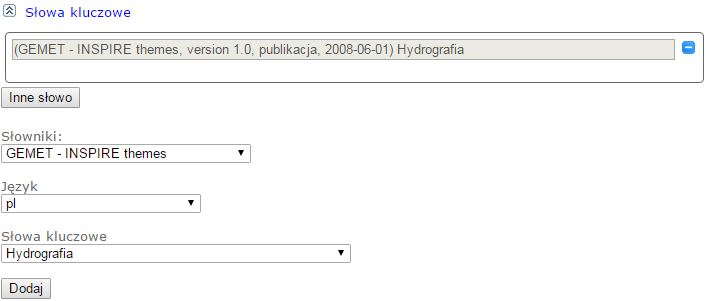 Słowa kluczowe
(GEMET - INSPIRE themes, version 1.0, publikacja, 2008-06-01) Hydrografia
Inne słowo
Słowniki:
GEMET - INSPIRE themes
Język
pl
Słowa kluczowe
Hydrografia
Dodaj